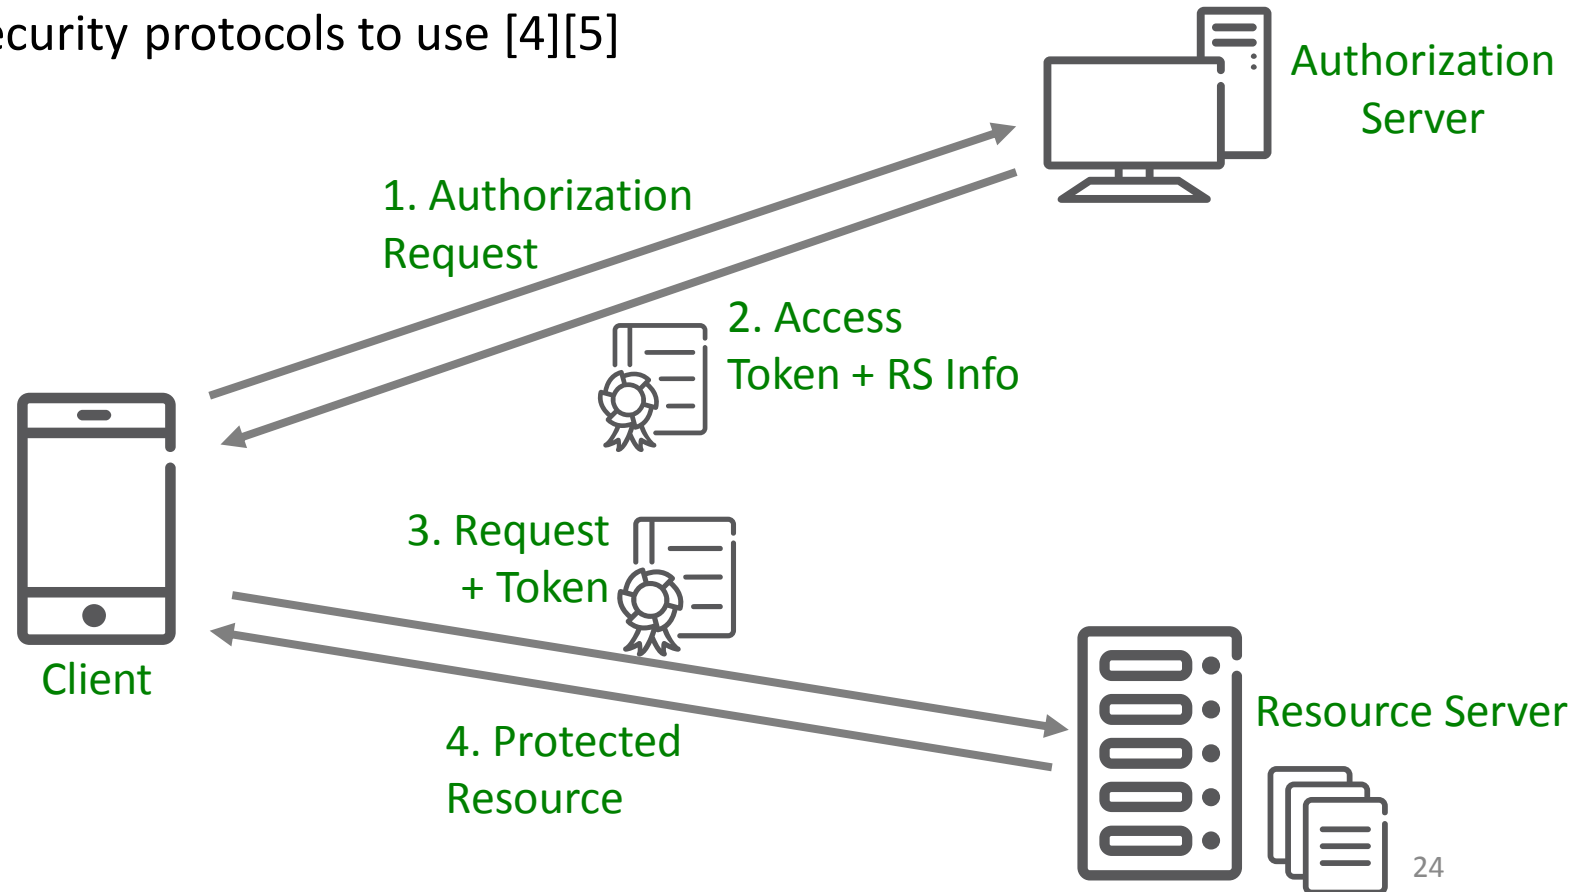 ecurity protocols to use [4][5]
Authorization
Server
1. Authorization
Request
2. Access
Token + RS Info
3. Request
+ Token
Client
4. Protected
Resource
Resource Server
24